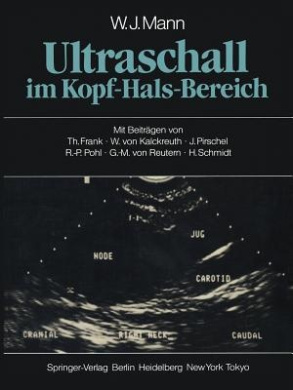 W. J. Mann
Ultraschall
im Kopf-Hals-Bereich
Mit Beiträgen von
Th. Frank · W. von Kalckreuth · J. Pirschel
R.-P. Pohl · G.-M. von Reutern · H. Schmidt
JUG
NODE
CAROTID
CRANIAL RIGHT NECK CAUDAL
Springer-Verlag Berlin Heidelberg New York Tokyo